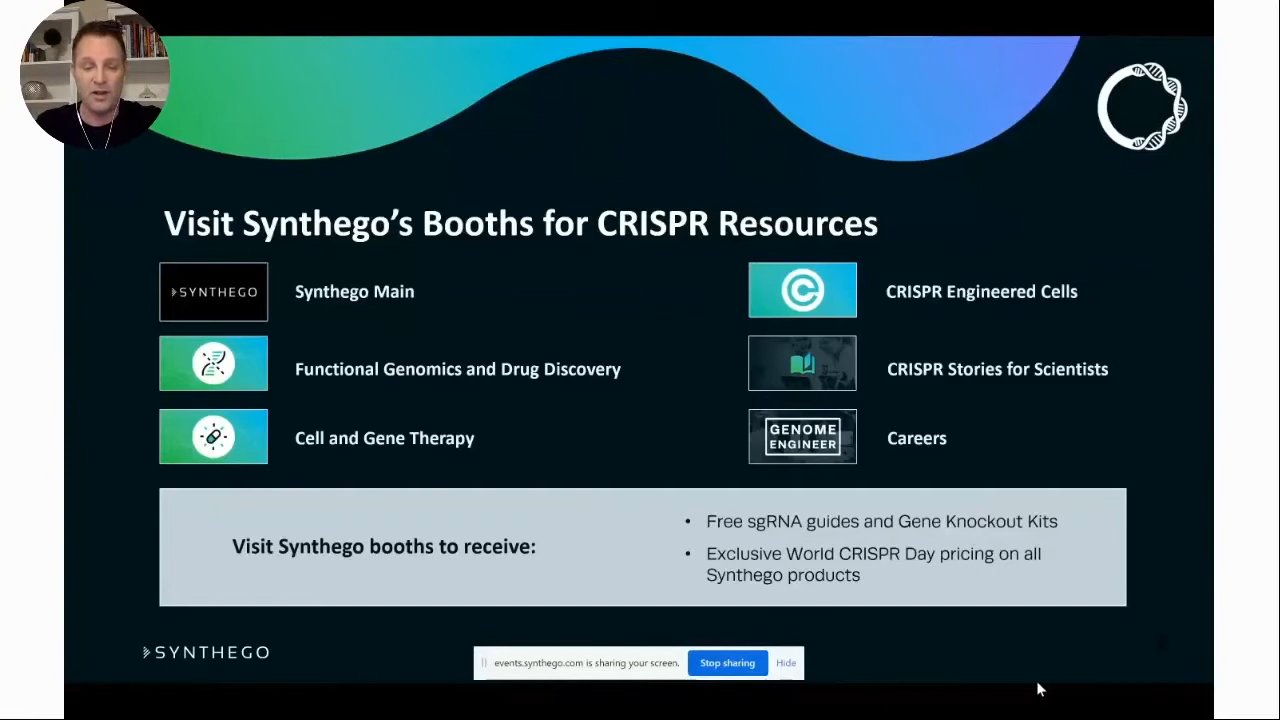 Visit Synthego’s Booths for CRISPR Resources
SYNTHEGO
Synthego Main
Functional Genomics and Drug Discovery
Cell and Gene Therapy
CRISPR Engineered Cells
CRISPR Stories for Scientists
GENOME
ENGINEER
Careers
Visit Synthego booths to receive:
• Free sgRNA guides and Gene Knockout Kits
• Exclusive World CRISPR Day pricing on all
Synthego products
SYNTHEGO
events.synthego.com is sharing your screen.
Stop sharing
Hide